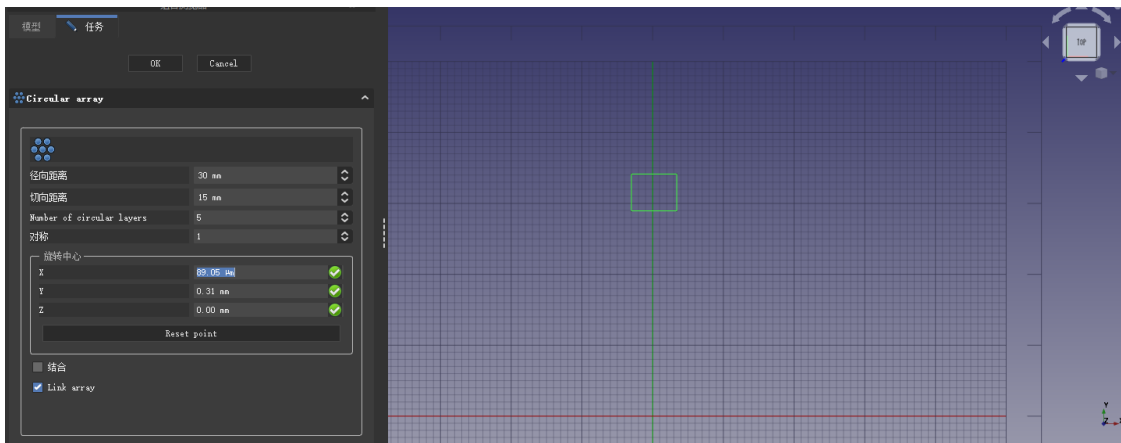 模型
任务
OK
Cancel
Circular array
径向距离
30 mm
切向距离
15 mm
Number of circular layers
5
对称
1
旋转中心
X
89.05 µm
Y
0.31 mm
Z
0.00 mm
Reset point
结合
Link array
TOP
Y
Z